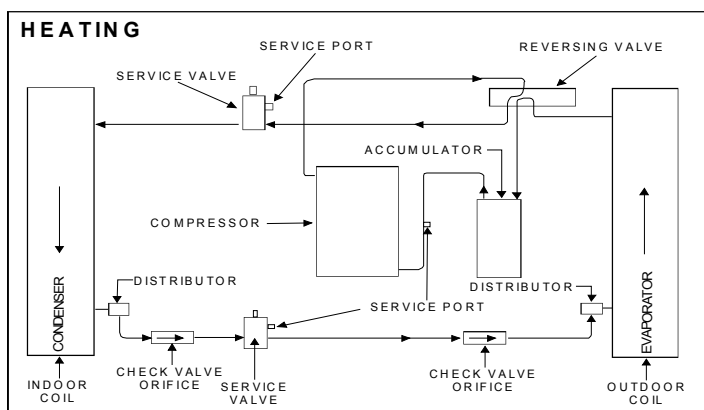 HEATING
SERVICE PORT
REVERSING VALVE
SERVICE VALVE
ACCUMULATOR
COMPRESSOR
DISTRIBUTOR
DISTRIBUTOR
SERVICE PORT
CONDENSER
EVAPORATOR
INDOOR
COIL
CHECK VALVE
ORIFICE
SERVICE
VALVE
CHECK VALVE
ORIFICE
OUTDOOR
COIL